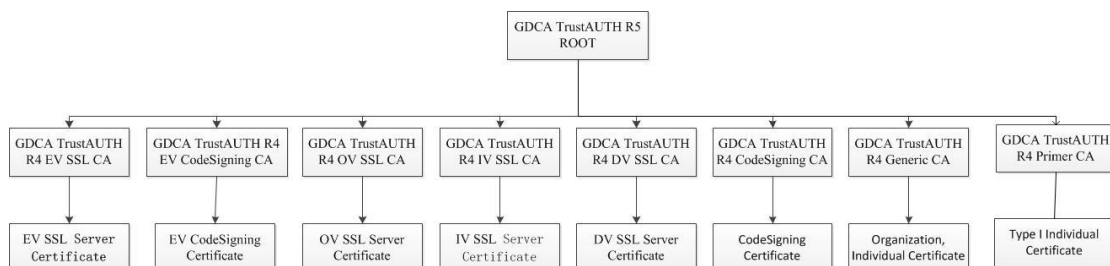 GDCA TrustAUTH R5
ROOT
GDCA TrustAUTH
R4 EV SSL CA
GDCA TrustAUTH R4
EV CodeSigning CA
GDCA TrustAUTH
R4 OV SSL CA
GDCA TrustAUTH
R4 IV SSL CA
GDCA TrustAUTH
R4 DV SSL CA
GDCA TrustAUTH
R4 CodeSigning CA
GDCA TrustAUTH
R4 Generic CA
GDCA TrustAUTH
R4 Primer CA
EV SSL Server
Certificate
EV CodeSigning
Certificate
OV SSL Server
Certificate
IV SSL Server
Certificate
DV SSL Server
Certificate
CodeSigning
Certificate
Organization,
Individual Certificate
Type I Individual
Certificate